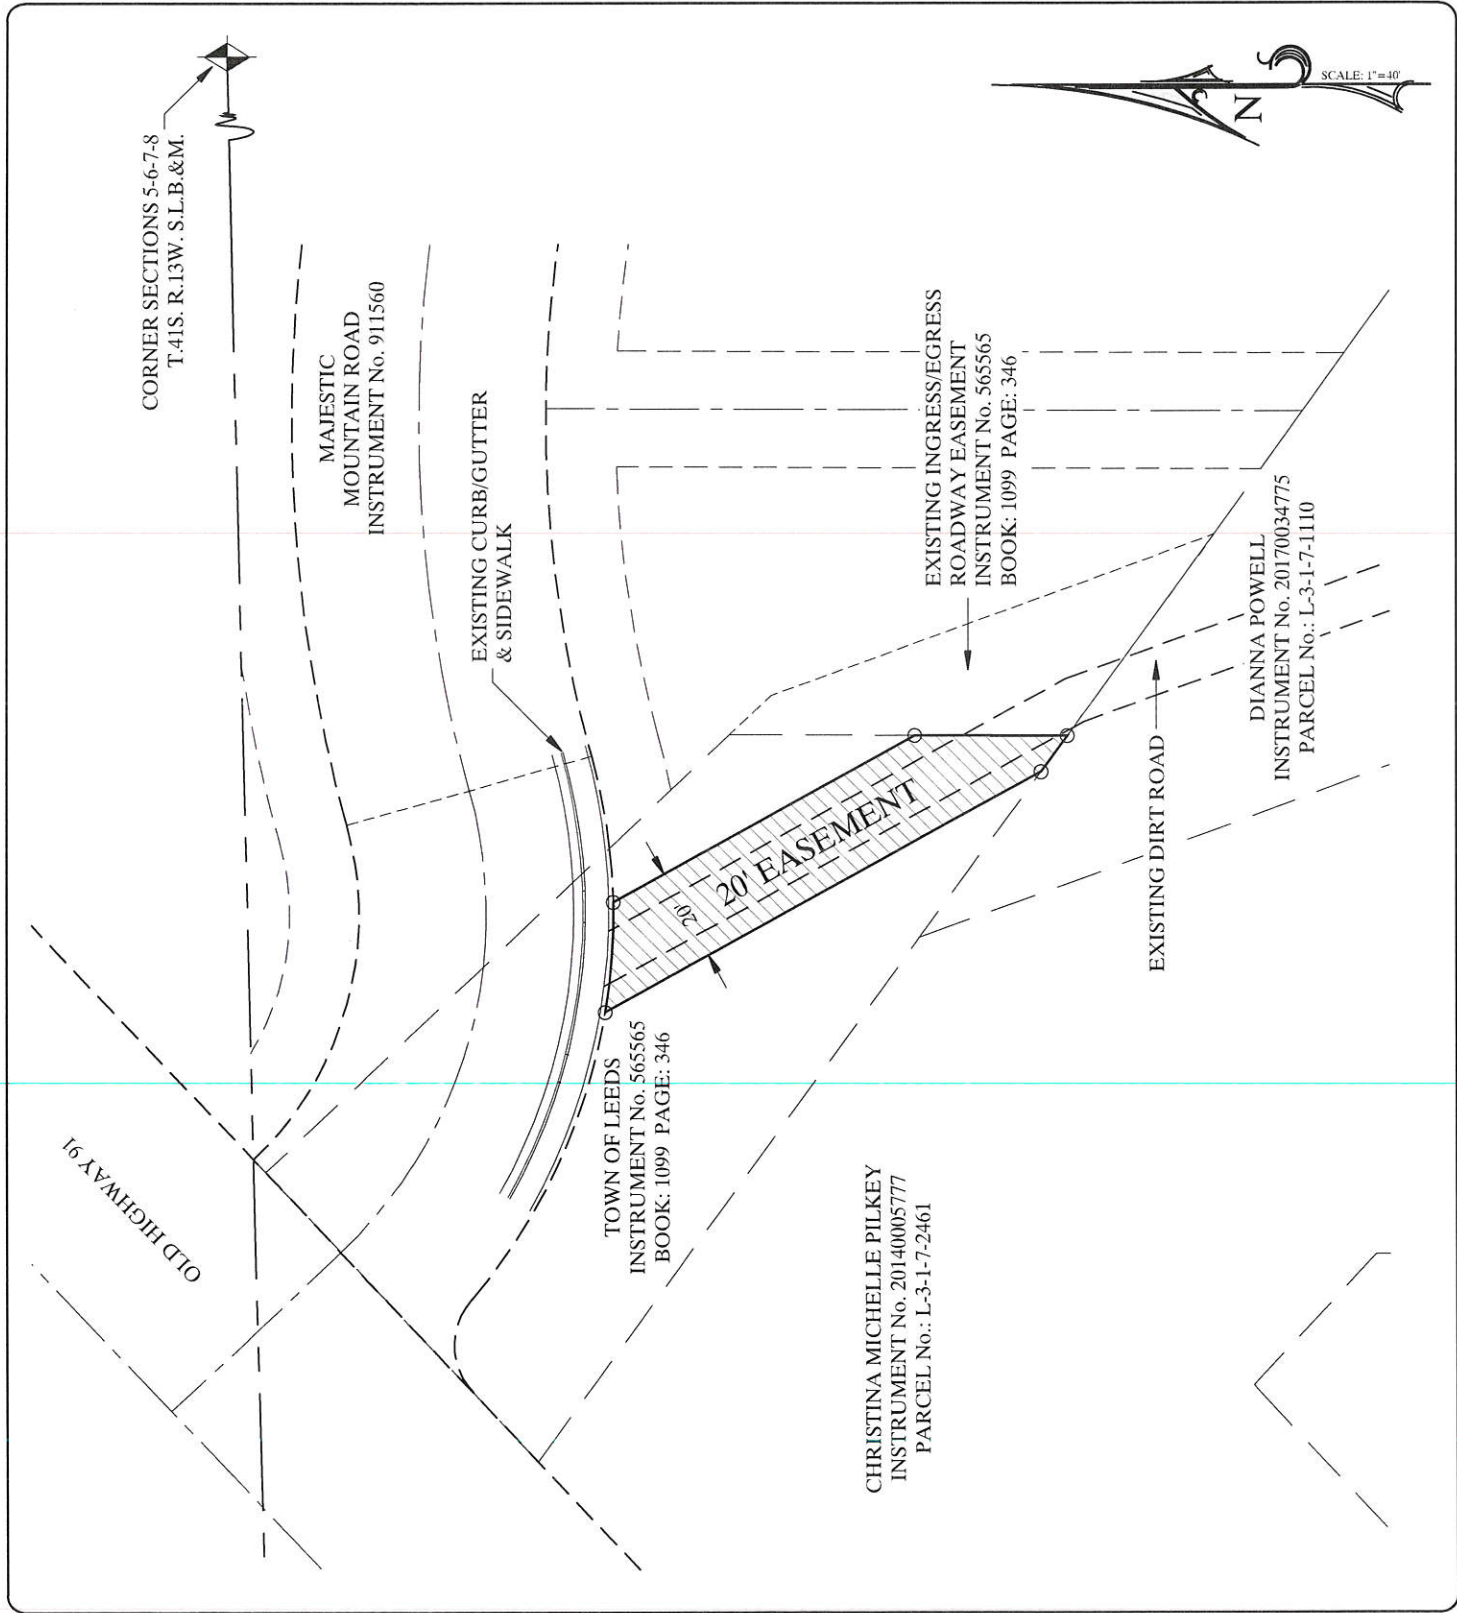 CORNER SECTIONS 5-6-7-8
T.41S. R.13W. S.L.B.&M.
SCALE: 1"=40'
N
MAJESTIC
MOUNTAIN ROAD
INSTRUMENT No. 911560
EXISTING CURB/GUTTER
& SIDEWALK
EXISTING INGRESS/EGRESS
ROADWAY EASEMENT
INSTRUMENT No. 565565
BOOK: 1099 PAGE: 346
OLD HIGHWAY 91
20'
20' EASEMENT
TOWN OF LEEDS
INSTRUMENT No. 565565
BOOK: 1099 PAGE: 346
DIANNA POWELL
INSTRUMENT No. 20170034775
PARCEL No.: L-3-1-7-1110
EXISTING DIRT ROAD
CHRISTINA MICHELLE PILKEY
INSTRUMENT No. 20140005777
PARCEL No.: L-3-1-7-2461